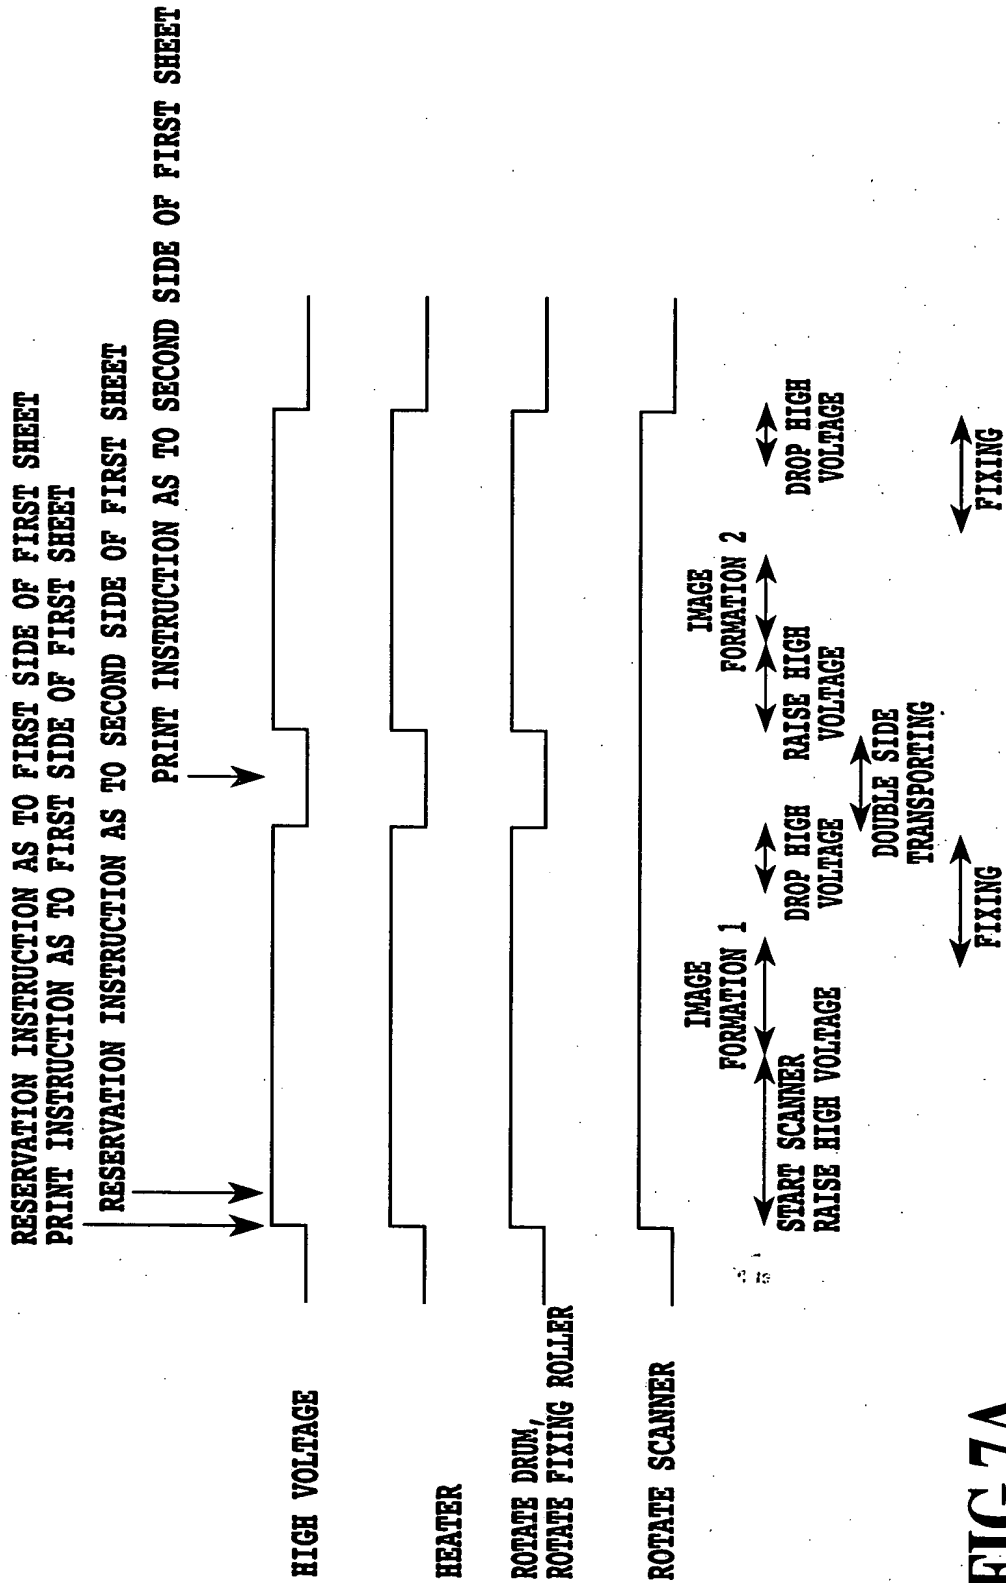 RESERVATION INSTRUCTION AS TO FIRST SIDE OF FIRST SHEET
PRINT INSTRUCTION AS TO FIRST SIDE OF FIRST SHEET
RESERVATION INSTRUCTION AS TO SECOND SIDE OF FIRST SHEET
PRINT INSTRUCTION AS TO SECOND SIDE OF FIRST SHEET
HIGH VOLTAGE
HEATER
ROTATE DRUM,
ROTATE FIXING ROLLER
ROTATE SCANNER
IMAGE
FORMATION 1
IMAGE
FORMATION 2
START SCANNER
RAISE HIGH VOLTAGE
DROP HIGH
VOLTAGE
RAISE HIGH
VOLTAGE
DROP HIGH
VOLTAGE
DOUBLE SIDE
TRANSPORTING
FIXING
FIXING
FIG.7A